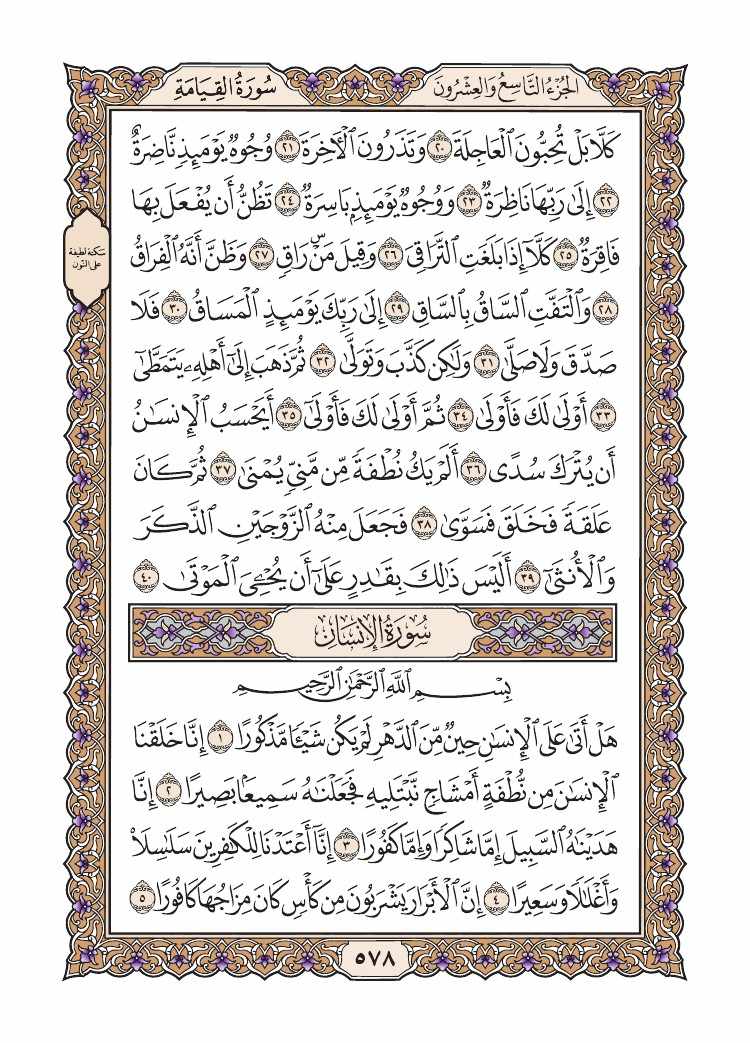 الجُزْءُ التَّاسِعُ وَالعِشْرُونَ
سُورَةُ القِيَامَةِ
كَلَّا بَلْ تُحِبُّونَ ٱلْعَاجِلَةَ ٢٠ وَتَذَرُونَ ٱلْـَٔاخِرَةَ ٢١ وُجُوهٌ يَوْمَئِذٍ نَّاضِرَةٌ
٢٢ إِلَىٰ رَبِّهَا نَاظِرَةٌ ٢٣ وَوُجُوهٌ يَوْمَئِذٍۭ بَاسِرَةٌ ٢٤ تَظُنُّ أَن يُفْعَلَ بِهَا
فَاقِرَةٌ ٢٥ كَلَّآ إِذَا بَلَغَتِ ٱلتَّرَاقِيَ ٢٦ وَقِيلَ مَنْۜ رَاقٍ ٢٧ وَظَنَّ أَنَّهُ ٱلْفِرَاقُ
٢٨ وَٱلْتَفَّتِ ٱلسَّاقُ بِٱلسَّاقِ ٢٩ إِلَىٰ رَبِّكَ يَوْمَئِذٍ ٱلْمَسَاقُ ٣٠ فَلَا
صَدَّقَ وَلَا صَلَّىٰ ٣١ وَلَٰكِن كَذَّبَ وَتَوَلَّىٰ ٣٢ ثُمَّ ذَهَبَ إِلَىٰٓ أَهْلِهِۦ يَتَمَطَّىٰٓ
٣٣ أَوْلَىٰ لَكَ فَأَوْلَىٰ ٣٤ ثُمَّ أَوْلَىٰ لَكَ فَأَوْلَىٰٓ ٣٥ أَيَحْسَبُ ٱلْإِنسَٰنُ
أَن يُتْرَكَ سُدًى ٣٦ أَلَمْ يَكُ نُطْفَةً مِّن مَّنِيٍّ يُمْنَىٰ ٣٧ ثُمَّ كَانَ
عَلَقَةً فَخَلَقَ فَسَوَّىٰ ٣٨ فَجَعَلَ مِنْهُ ٱلزَّوْجَيْنِ ٱلذَّكَرَ
وَٱلْأُنثَىٰٓ ٣٩ أَلَيْسَ ذَٰلِكَ بِقَٰدِرٍ عَلَىٰٓ أَن يُحْـِۧيَ ٱلْمَوْتَىٰ ٤٠
سكتة لطيفة
على النون
سُورَةُ الإِنسَانِ
بِسْمِ ٱللَّهِ ٱلرَّحْمَٰنِ ٱلرَّحِيمِ
هَلْ أَتَىٰ عَلَى ٱلْإِنسَٰنِ حِينٌ مِّنَ ٱلدَّهْرِ لَمْ يَكُن شَيْـًٔا مَّذْكُورًا ١ إِنَّا خَلَقْنَا
ٱلْإِنسَٰنَ مِن نُّطْفَةٍ أَمْشَاجٍ نَّبْتَلِيهِ فَجَعَلْنَٰهُ سَمِيعًۢا بَصِيرًا ٢ إِنَّا
هَدَيْنَٰهُ ٱلسَّبِيلَ إِمَّا شَاكِرًا وَإِمَّا كَفُورًا ٣ إِنَّآ أَعْتَدْنَا لِلْكَٰفِرِينَ سَلَٰسِلَا۟
وَأَغْلَٰلًا وَسَعِيرًا ٤ إِنَّ ٱلْأَبْرَارَ يَشْرَبُونَ مِن كَأْسٍ كَانَ مِزَاجُهَا كَافُورًا ٥
٥٧٨